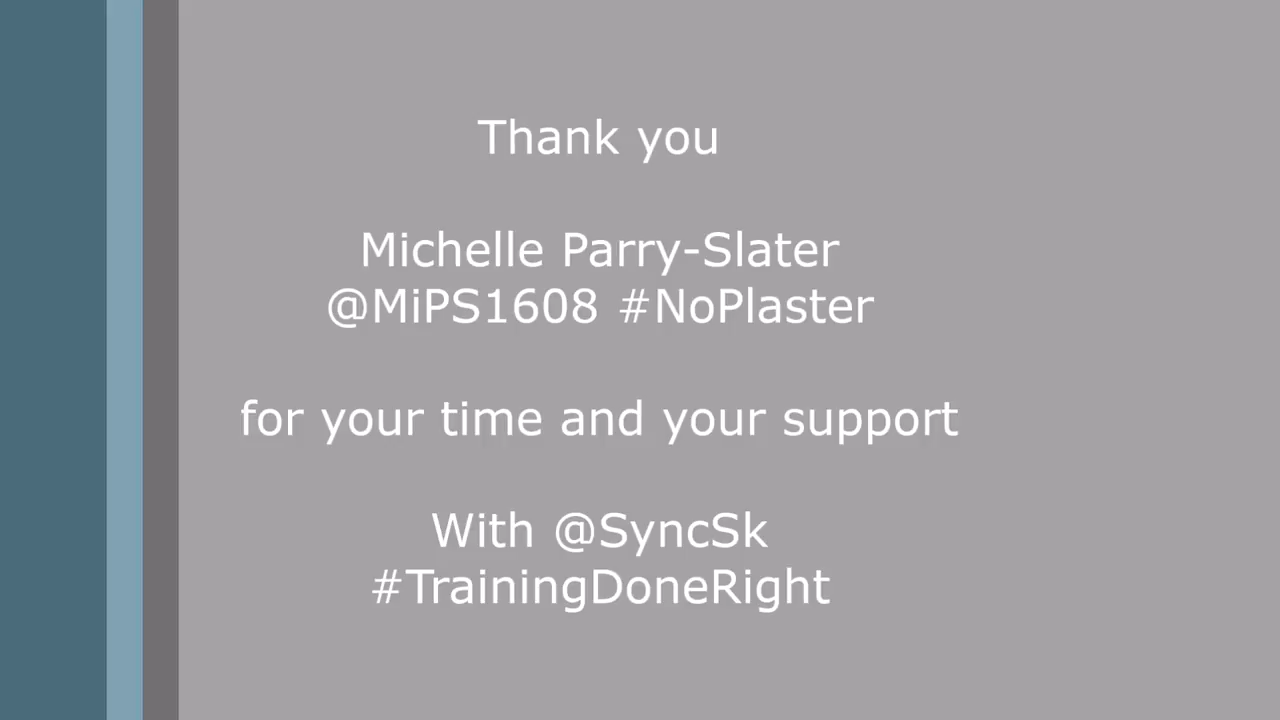 Thank you
Michelle Parry-Slater
@MiPS1608 #NoPlaster
for your time and your support
With @SyncSk
#TrainingDoneRight